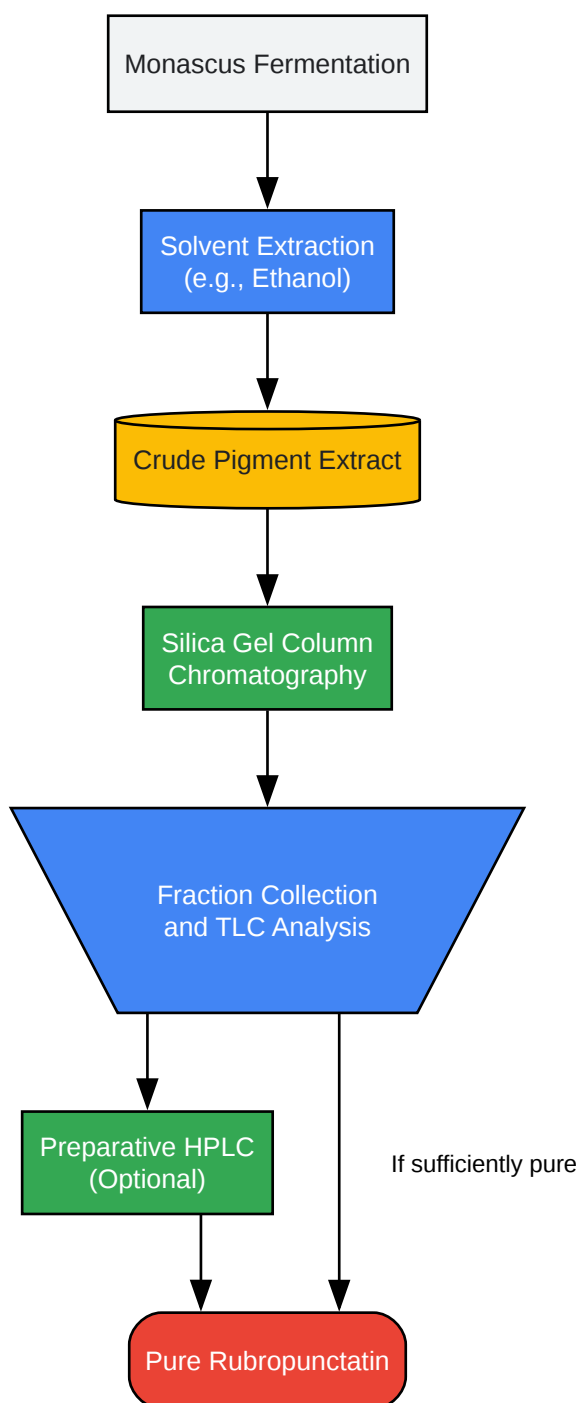 Monascus Fermentation
Solvent Extraction
(e.g., Ethanol)
Crude Pigment Extract
Silica Gel Column
Chromatography
Fraction Collection
and TLC Analysis
Preparative HPLC
(Optional)
If sufficiently pure
Pure Rubropunctatin